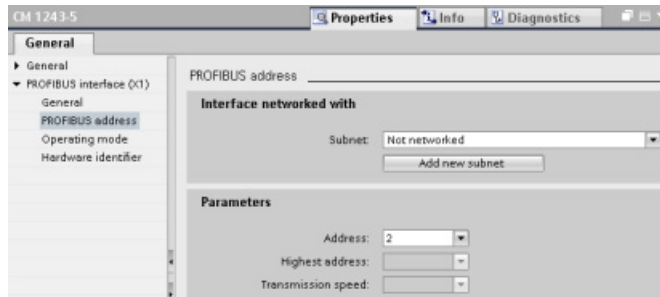 CM 1243-5
Properties
Info
Diagnostics
General
General
PROFIBUS interface (X1)
General
PROFIBUS address
Operating mode
Hardware identifier
PROFIBUS address
Interface networked with
Subnet: Not networked
Add new subnet
Parameters
Address: 2
Highest address:
Transmission speed: